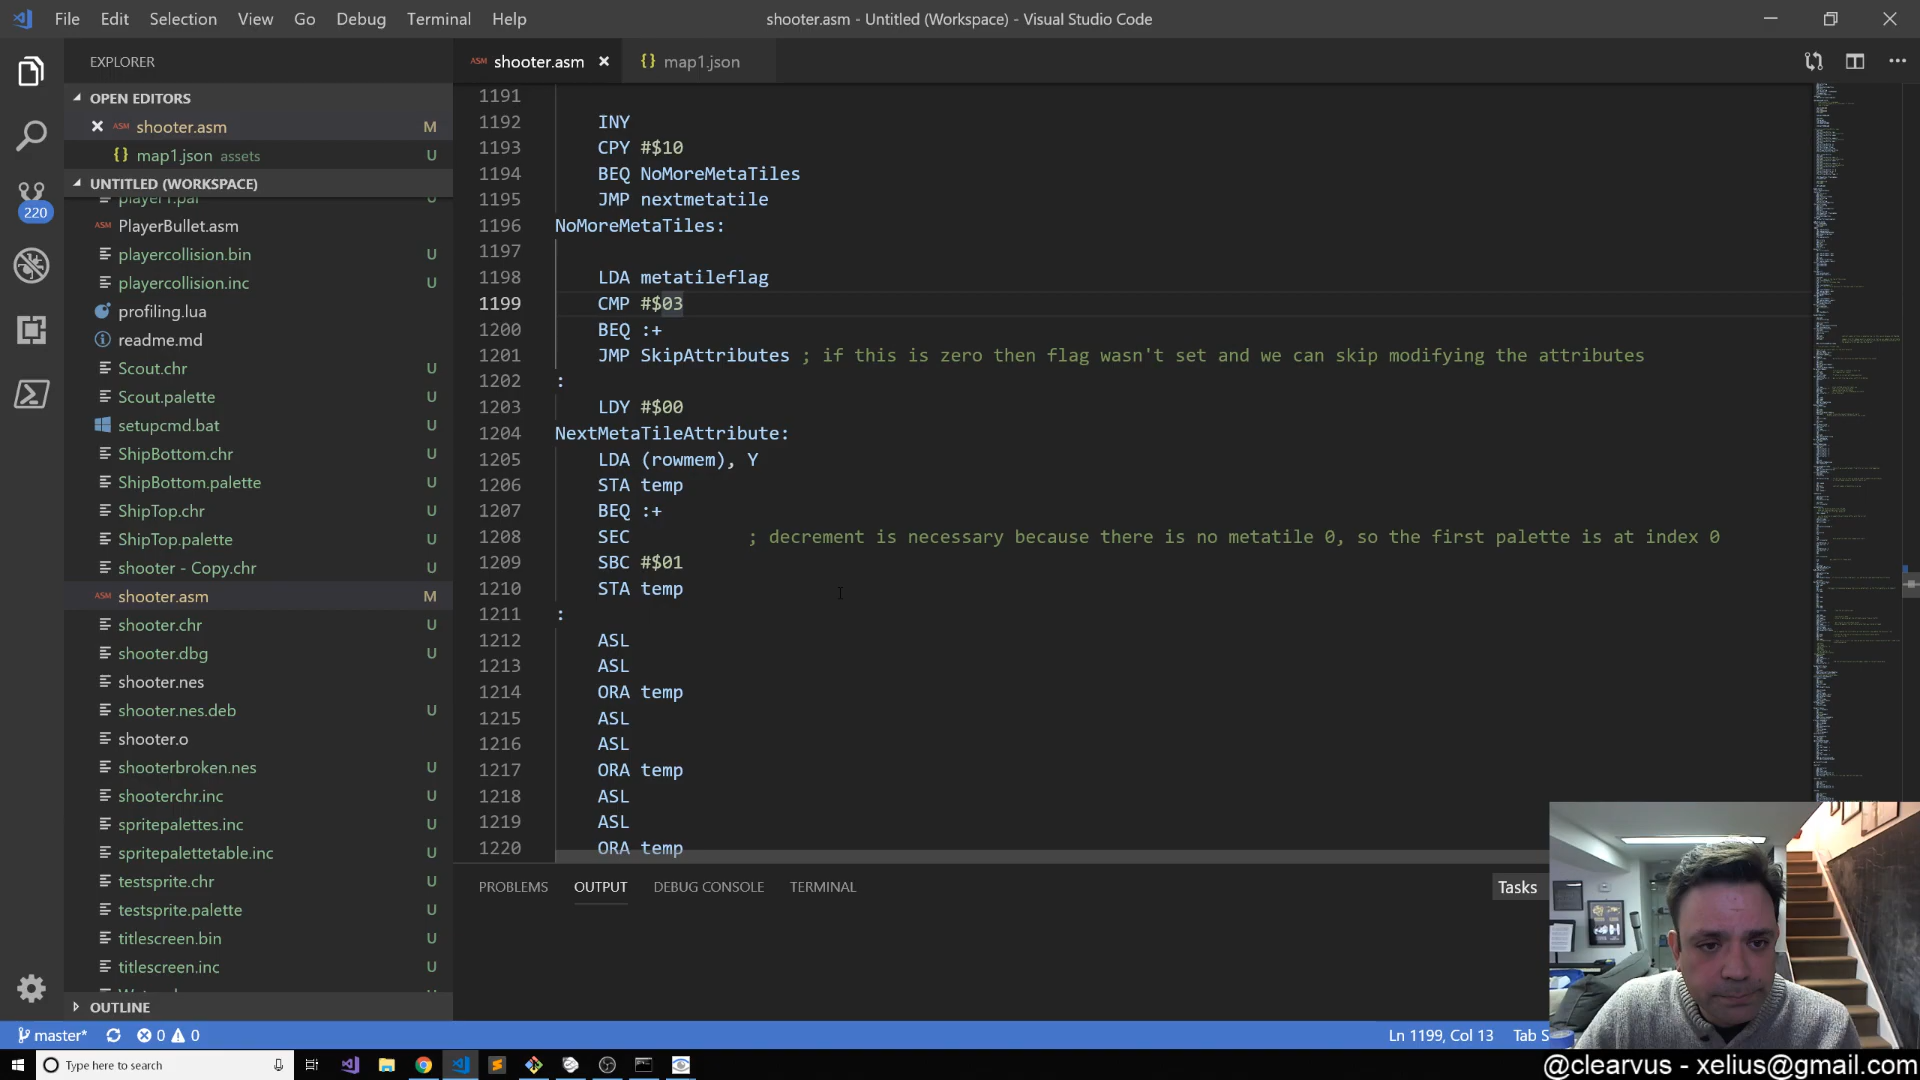 File Edit Selection View Go Debug Terminal Help
shooter.asm - Untitled (Workspace) - Visual Studio Code
EXPLORER
OPEN EDITORS
ASM shooter.asm M
{} map1.json assets U
UNTITLED (WORKSPACE)
player1.pal U
ASM PlayerBullet.asm
playercollision.bin U
playercollision.inc U
profiling.lua
readme.md
Scout.chr U
Scout.palette U
setupcmd.bat U
ShipBottom.chr U
ShipBottom.palette U
ShipTop.chr U
ShipTop.palette U
shooter - Copy.chr U
ASM shooter.asm M
shooter.chr U
shooter.dbg U
shooter.nes
shooter.nes.deb U
shooter.o
shooterbroken.nes U
shooterchr.inc U
spritepalettes.inc U
spritepalettetable.inc U
testsprite.chr U
testsprite.palette U
titlescreen.bin U
titlescreen.inc U
OUTLINE
220
ASM shooter.asm
{} map1.json
1191
1192 INY
1193 CPY #$10
1194 BEQ NoMoreMetaTiles
1195 JMP nextmetatile
1196 NoMoreMetaTiles:
1197
1198 LDA metatileflag
1199 CMP #$03
1200 BEQ :+
1201 JMP SkipAttributes ; if this is zero then flag wasn't set and we can skip modifying the attributes
1202 :
1203 LDY #$00
1204 NextMetaTileAttribute:
1205 LDA (rowmem), Y
1206 STA temp
1207 BEQ :+
1208 SEC ; decrement is necessary because there is no metatile 0, so the first palette is at index 0
1209 SBC #$01
1210 STA temp
1211 :
1212 ASL
1213 ASL
1214 ORA temp
1215 ASL
1216 ASL
1217 ORA temp
1218 ASL
1219 ASL
1220 ORA temp
PROBLEMS OUTPUT DEBUG CONSOLE TERMINAL
Tasks
master* 0 0
Ln 1199, Col 13
Type here to search
@clearvus - xelius@gmail.com